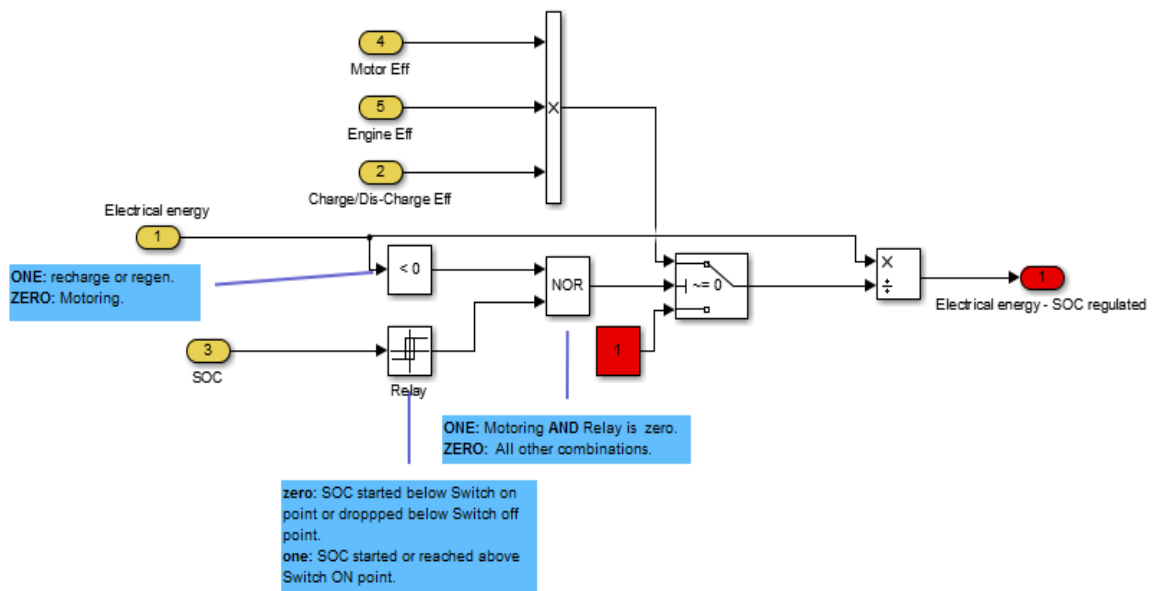 4
Motor Eff
5
Engine Eff
2
Charge/Dis-Charge Eff
×
Electrical energy
1
ONE: recharge or regen.
ZERO: Motoring.
< 0
NOR
~= 0
×
÷
1
Electrical energy - SOC regulated
3
SOC
Relay
1
ONE: Motoring AND Relay is zero.
ZERO: All other combinations.
zero: SOC started below Switch on
point or droppped below Switch off
point.
one: SOC started or reached above
Switch ON point.